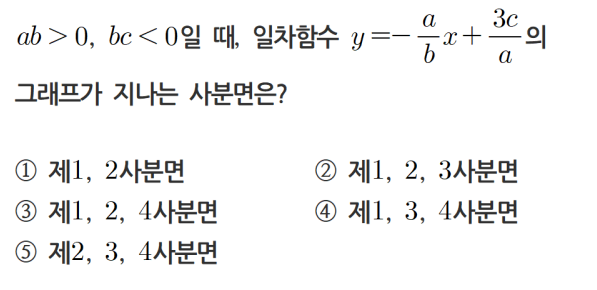 ab > 0, bc < 0일 때, 일차함수 y = -\frac{a}{b}x + \frac{3c}{a}의
그래프가 지나는 사분면은?
① 제1, 2사분면 ② 제1, 2, 3사분면
③ 제1, 2, 4사분면 ④ 제1, 3, 4사분면
⑤ 제2, 3, 4사분면